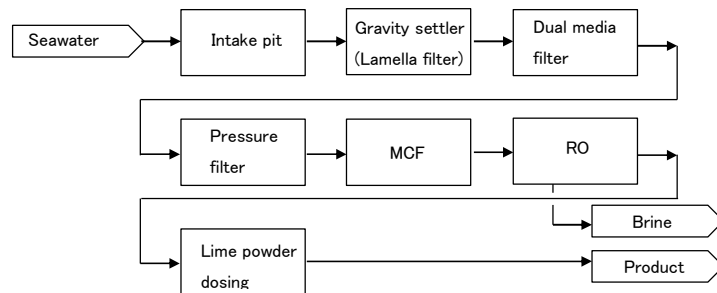 Seawater
Intake pit
Gravity settler
(Lamella filter)
Dual media
filter
Pressure
filter
MCF
RO
Brine
Lime powder
dosing
Product